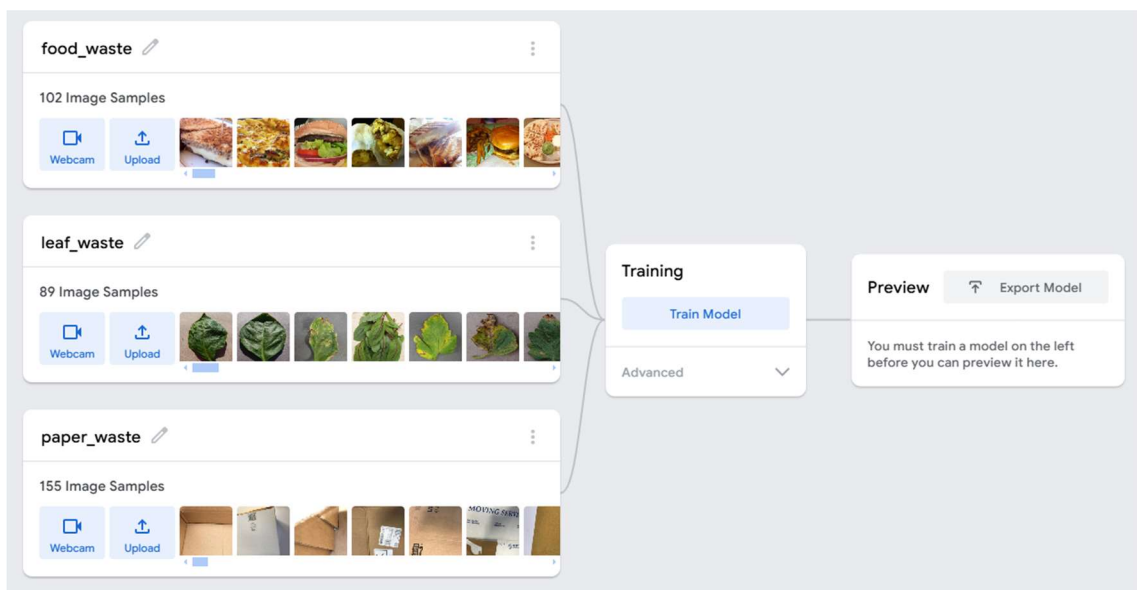 food_waste
102 Image Samples
Webcam
Upload
leaf_waste
89 Image Samples
Webcam
Upload
paper_waste
155 Image Samples
Webcam
Upload
MOVING
Training
Train Model
Advanced
Preview
Export Model
You must train a model on the left
before you can preview it here.